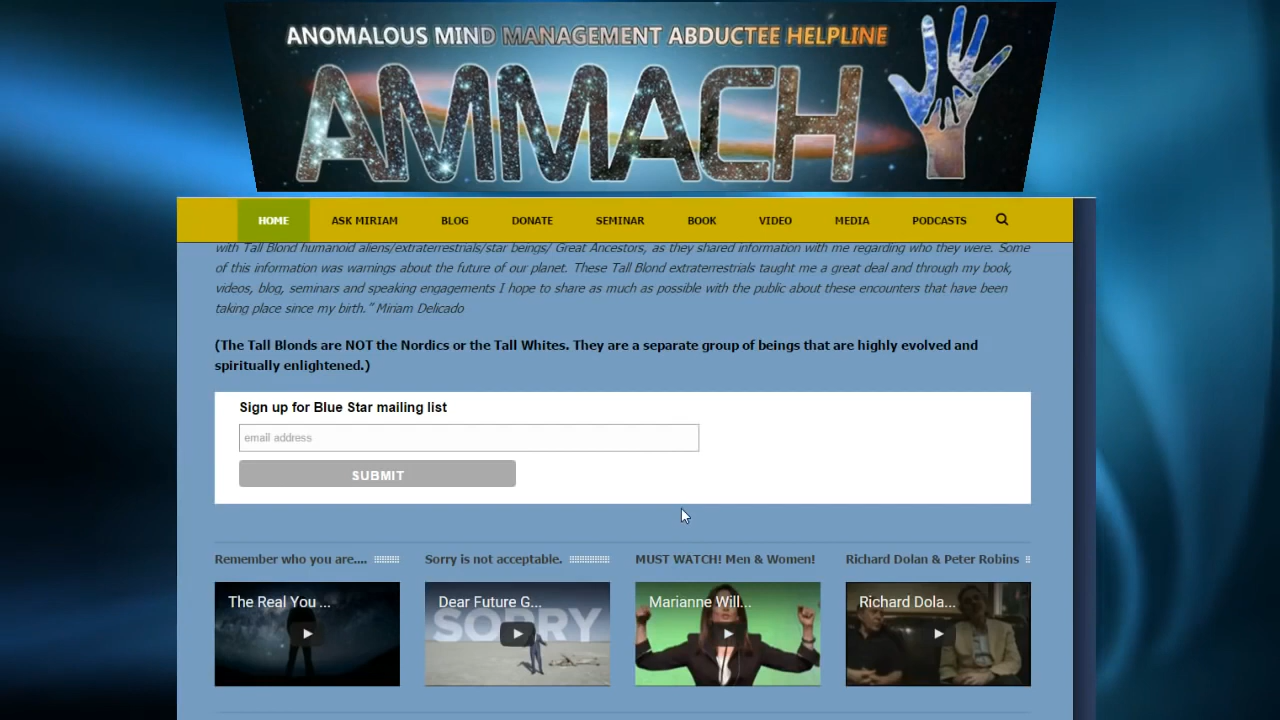 ANOMALOUS MIND MANAGEMENT ABDUCTEE HELPLINE
AMMACH
HOME ASK MIRIAM BLOG DONATE SEMINAR BOOK VIDEO MEDIA PODCASTS
with Tall Blond humanoid aliens/extraterrestrials/star beings/ Great Ancestors, as they shared information with me regarding who they were. Some
of this information was warnings about the future of our planet. These Tall Blond extraterrestrials taught me a great deal and through my book,
videos, blog, seminars and speaking engagements I hope to share as much as possible with the public about these encounters that have been
taking place since my birth." Miriam Delicado
(The Tall Blonds are NOT the Nordics or the Tall Whites. They are a separate group of beings that are highly evolved and
spiritually enlightened.)
Sign up for Blue Star mailing list
email address
SUBMIT
Remember who you are.... Sorry is not acceptable. MUST WATCH! Men & Women! Richard Dolan & Peter Robins
The Real You ... Dear Future G... Marianne Will... Richard Dola...
SORRY